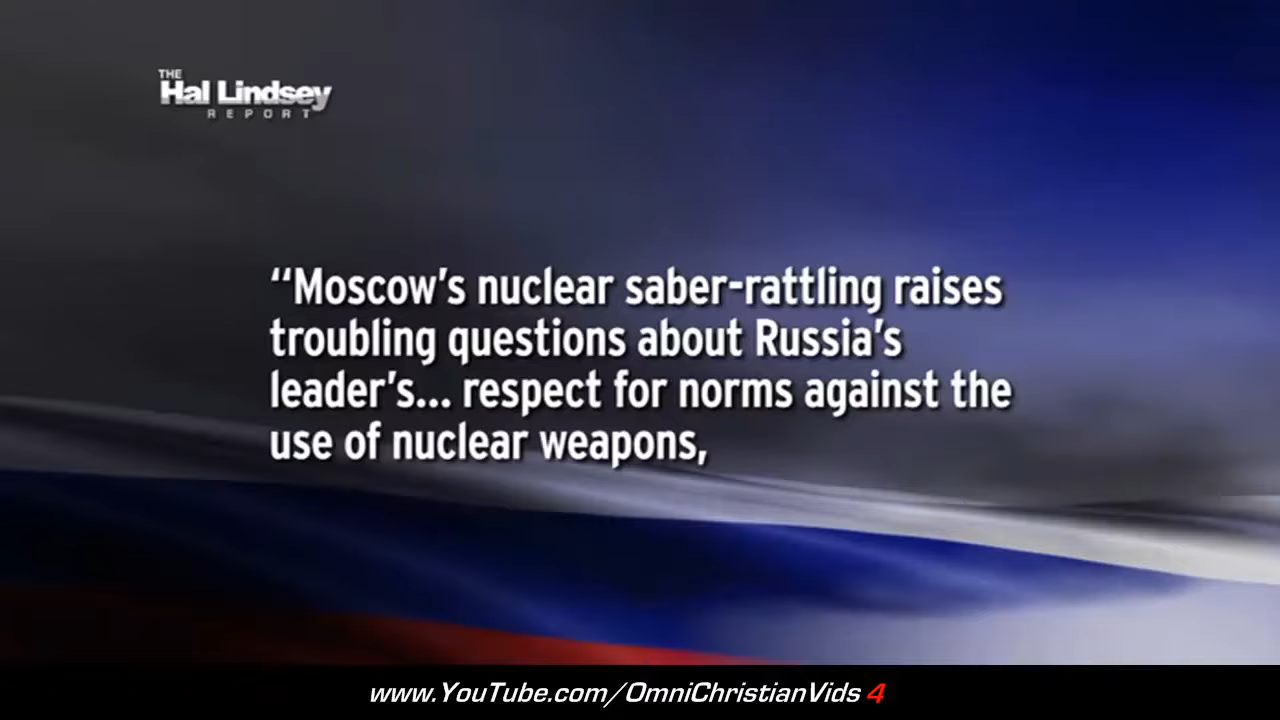 THE
Hal Lindsey
REPORT
“Moscow’s nuclear saber-rattling raises
troubling questions about Russia’s
leader’s... respect for norms against the
use of nuclear weapons,
www.YouTube.com/OmniChristianVids 4